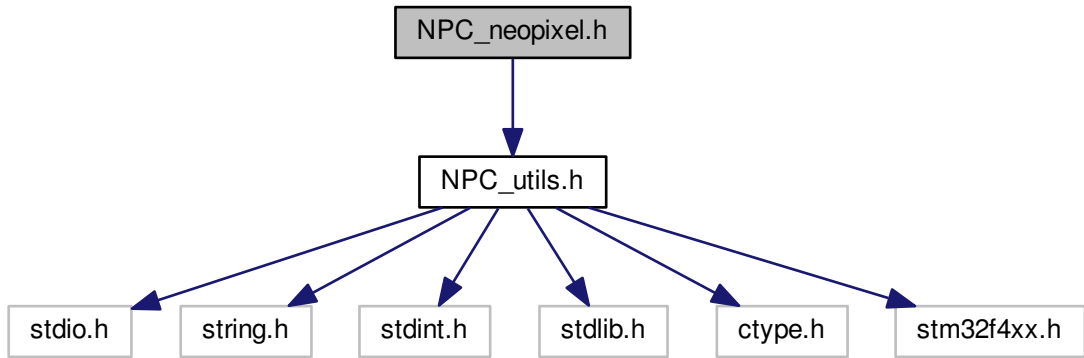 NPC_neopixel.h
NPC_utils.h
stdio.h
string.h
stdint.h
stdlib.h
ctype.h
stm32f4xx.h